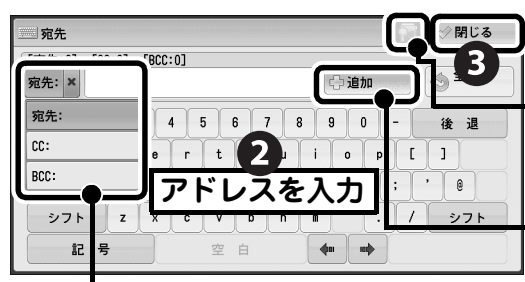 宛先
閉じる
3
[BCC:0]
宛先: ×
追加
宛先:
4 5 6 7 8 9 0 - 後 退
CC:
e r t u i o p [ ]
2
BCC:
アドレスを入力
; ' @
シフト z x c v b n m . / シフト
記 号 空 白